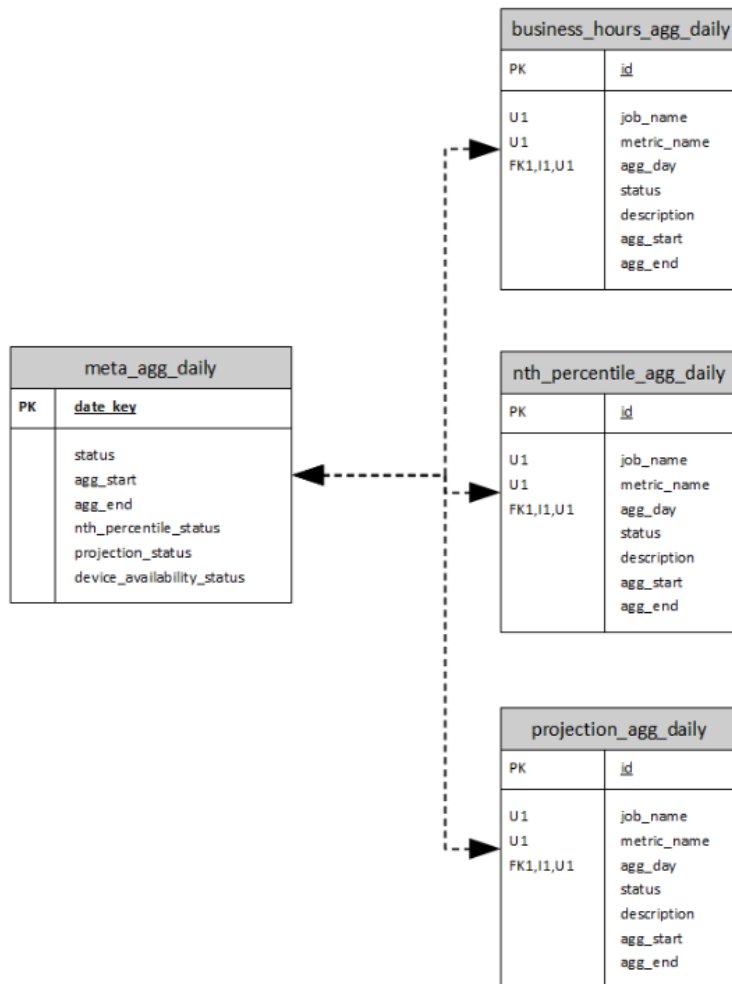 business_hours_agg_daily
PK id
U1 job_name
U1 metric_name
FK1,I1,U1 agg_day
status
description
agg_start
agg_end
meta_agg_daily
PK date_key
status
agg_start
agg_end
nth_percentile_status
projection_status
device_availability_status
nth_percentile_agg_daily
PK id
U1 job_name
U1 metric_name
FK1,I1,U1 agg_day
status
description
agg_start
agg_end
projection_agg_daily
PK id
U1 job_name
U1 metric_name
FK1,I1,U1 agg_day
status
description
agg_start
agg_end